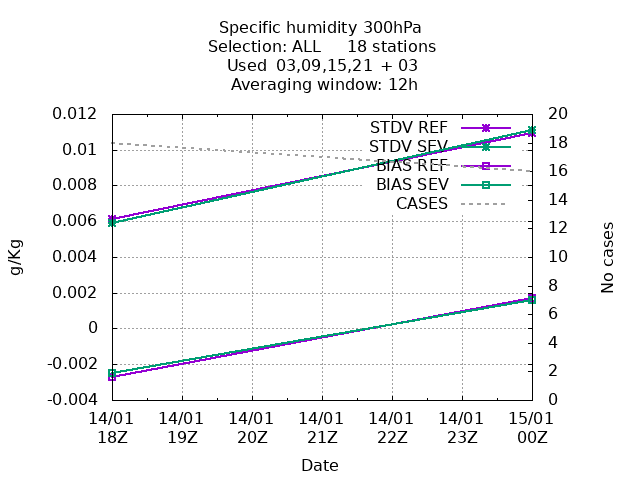 Specific humidity 300hPa
Selection: ALL 18 stations
Used 03,09,15,21 + 03
Averaging window: 12h
0.012
0.01
0.008
0.006
0.004
0.002
0
-0.002
-0.004
g/Kg
STDV REF
STDV SEV
BIAS REF
BIAS SEV
CASES
20
18
16
14
12
10
8
6
4
2
0
No cases
14/01 14/01 14/01 14/01 14/01 14/01 15/01
18Z 19Z 20Z 21Z 22Z 23Z 00Z
Date